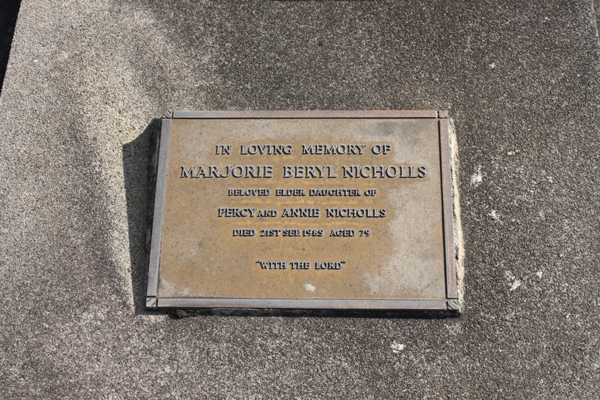 IN LOVING MEMORY OF
MARJORIE BERYL NICHOLLS
BELOVED ELDER DAUGHTER OF
PERCY AND ANNIE NICHOLLS
DIED 21ST SEP. 1985 AGED 79
"WITH THE LORD"